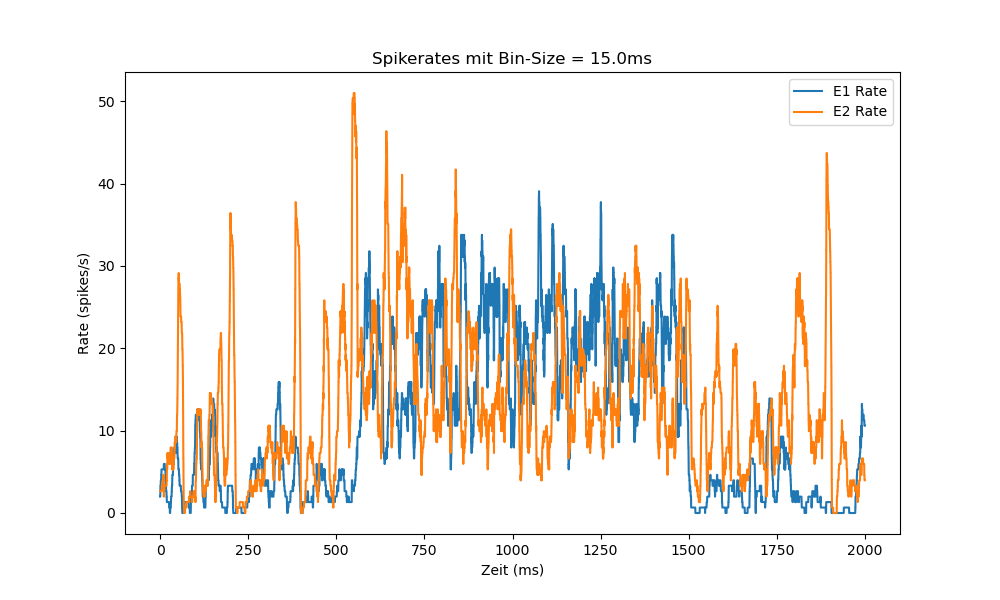 Spikerates mit Bin-Size = 15.0ms
E1 Rate
E2 Rate
Rate (spikes/s)
50
40
30
20
10
0
0 250 500 750 1000 1250 1500 1750 2000
Zeit (ms)